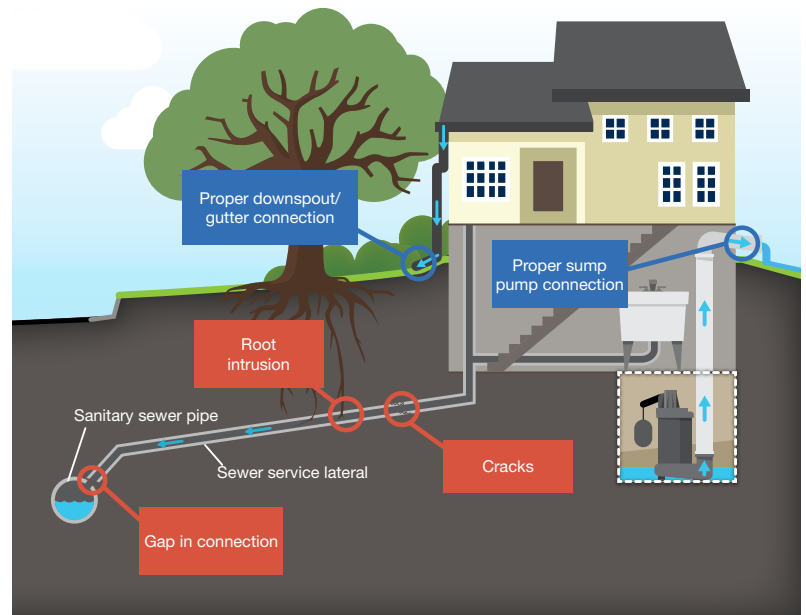 Proper downspout/
gutter connection
Proper sump
pump connection
Root
intrusion
Sanitary sewer pipe
Sewer service lateral
Cracks
Gap in connection